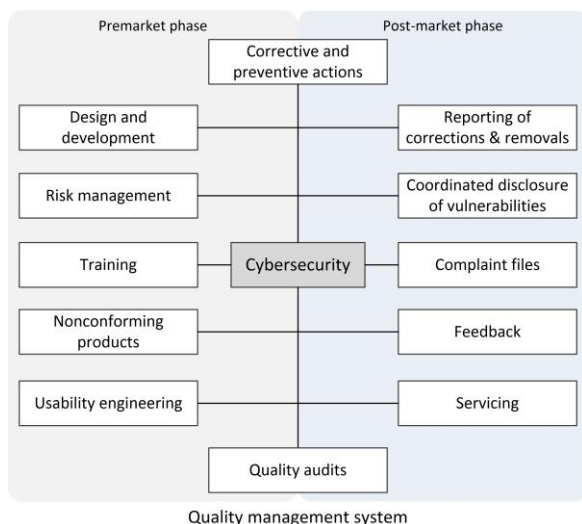 Premarket phase
Post-market phase
Corrective and
preventive actions
Design and
development
Reporting of
corrections & removals
Risk management
Coordinated disclosure
of vulnerabilities
Training
Cybersecurity
Complaint files
Nonconforming
products
Feedback
Usability engineering
Servicing
Quality audits
Quality management system